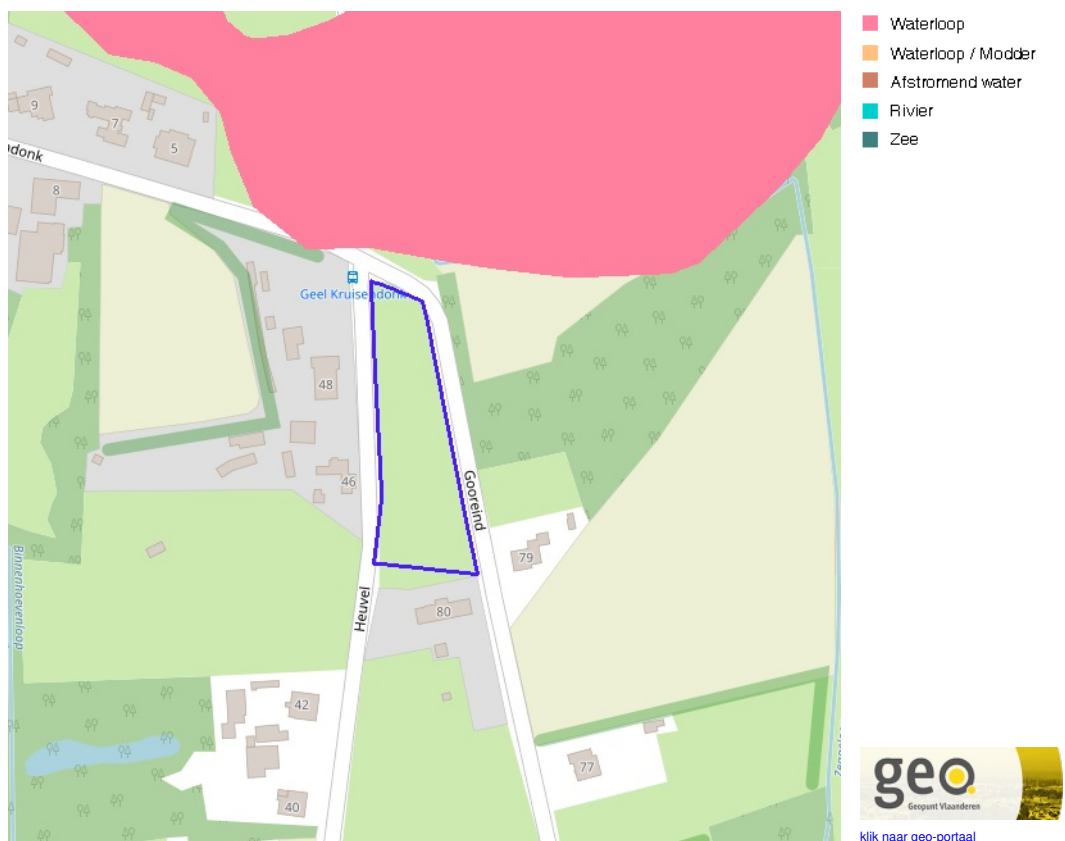 Waterloop
Waterloop / Modder
Afstromend water
Rivier
Zee
9
7
5
donk
8
Geel Kruisendonk
48
46
Gooreind
79
Binnenhoevenloop
Heuvel
80
42
77
40
geo
Geopunt Vlaanderen
klik naar geo-portaal